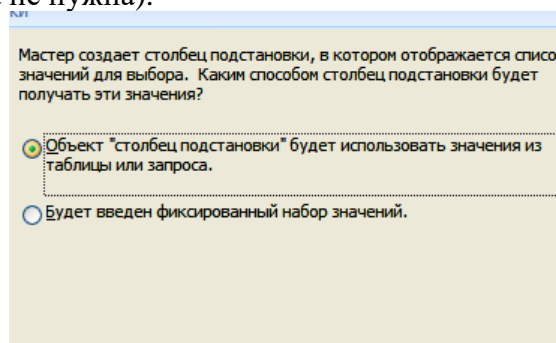 не нужна).
Мастер создает столбец подстановки, в котором отображается списо
значений для выбора. Каким способом столбец подстановки будет
получать эти значения?
Объект "столбец подстановки" будет использовать значения из
таблицы или запроса.
Будет введен фиксированный набор значений.